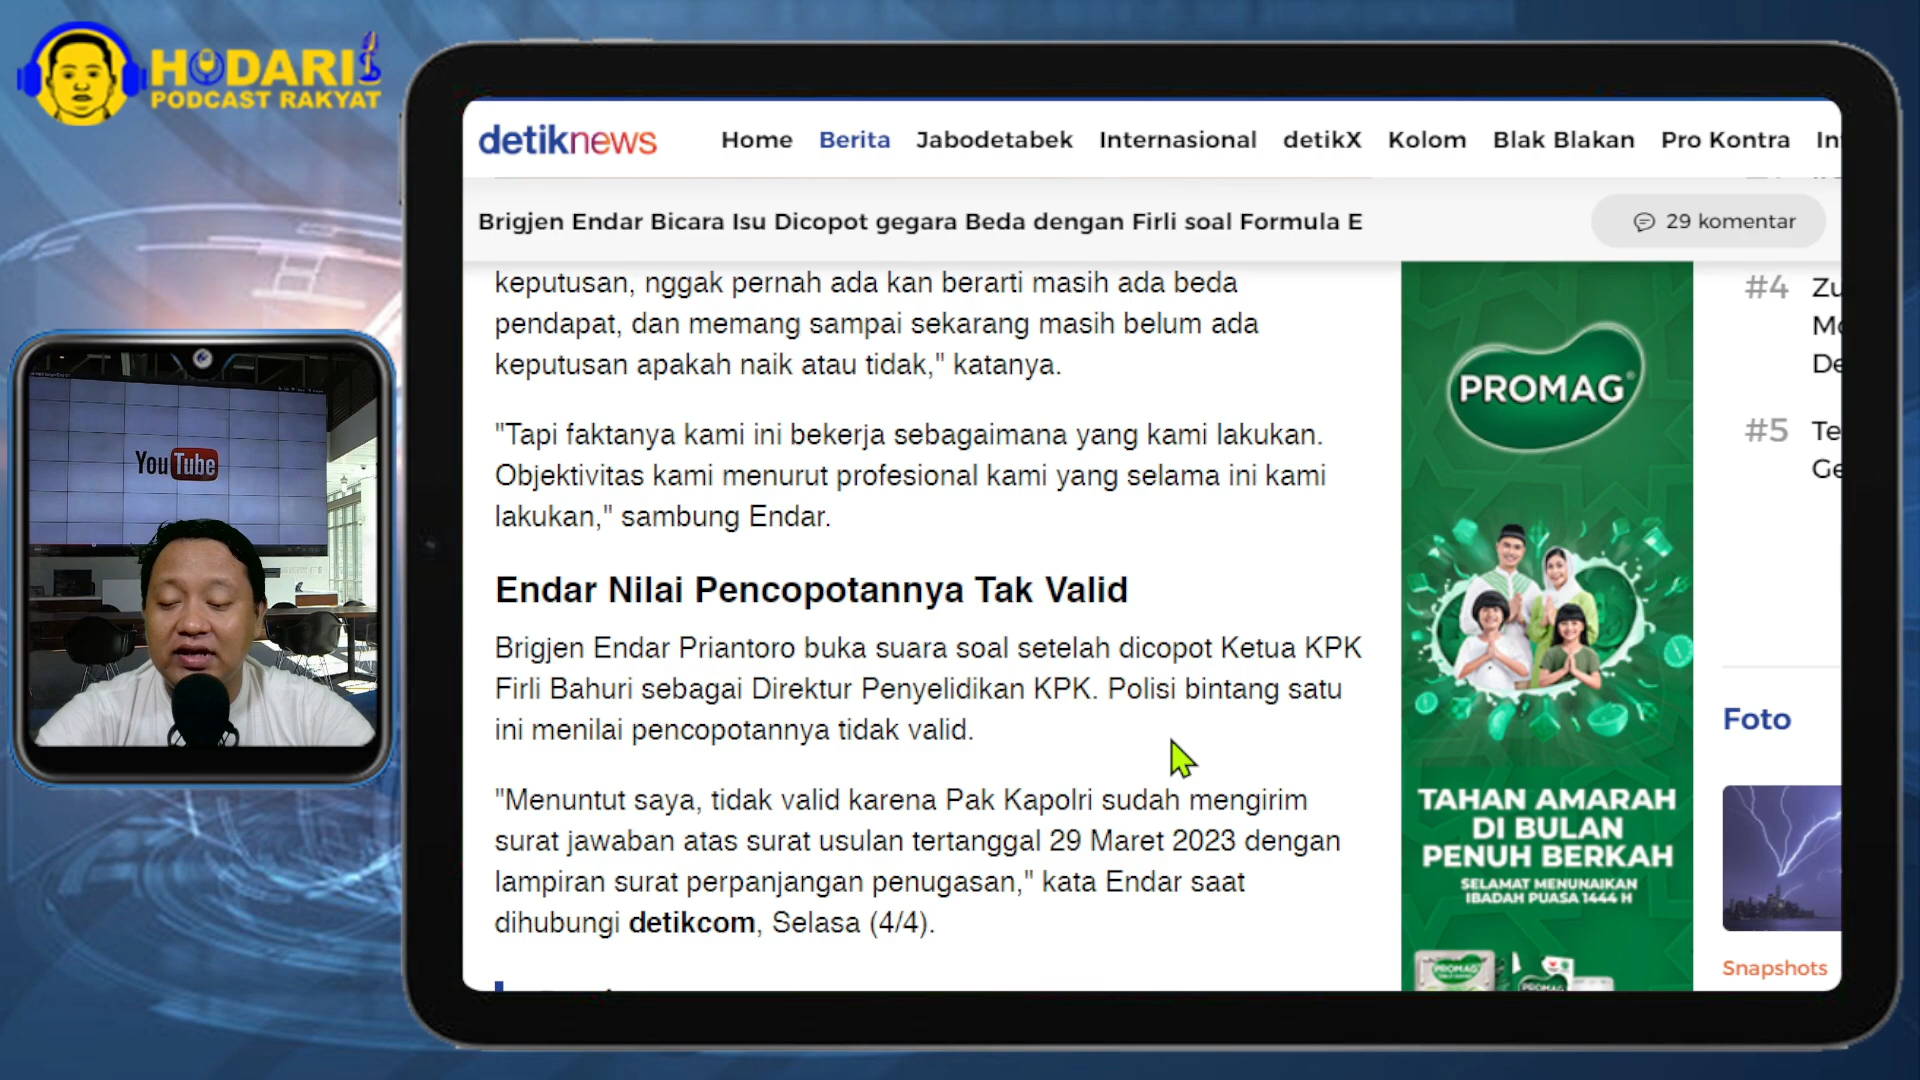 HODARI
PODCAST RAKYAT
YouTube
detiknews
Home Berita Jabodetabek Internasional detikX Kolom Blak Blakan Pro Kontra
Brigjen Endar Bicara Isu Dicopot gegara Beda dengan Firli soal Formula E
29 komentar
keputusan, nggak pernah ada kan berarti masih ada beda
pendapat, dan memang sampai sekarang masih belum ada
keputusan apakah naik atau tidak," katanya.
"Tapi faktanya kami ini bekerja sebagaimana yang kami lakukan.
Objektivitas kami menurut profesional kami yang selama ini kami
lakukan," sambung Endar.
Endar Nilai Pencopotannya Tak Valid
Brigjen Endar Priantoro buka suara soal setelah dicopot Ketua KPK
Firli Bahuri sebagai Direktur Penyelidikan KPK. Polisi bintang satu
ini menilai pencopotannya tidak valid.
"Menuntut saya, tidak valid karena Pak Kapolri sudah mengirim
surat jawaban atas surat usulan tertanggal 29 Maret 2023 dengan
lampiran surat perpanjangan penugasan," kata Endar saat
dihubungi detikcom, Selasa (4/4).
PROMAG®
TAHAN AMARAH
DI BULAN
PENUH BERKAH
SELAMAT MENUNAIKAN
IBADAH PUASA 1444 H
PROMAG
PROMAG
#4
#5
Foto
Snapshots